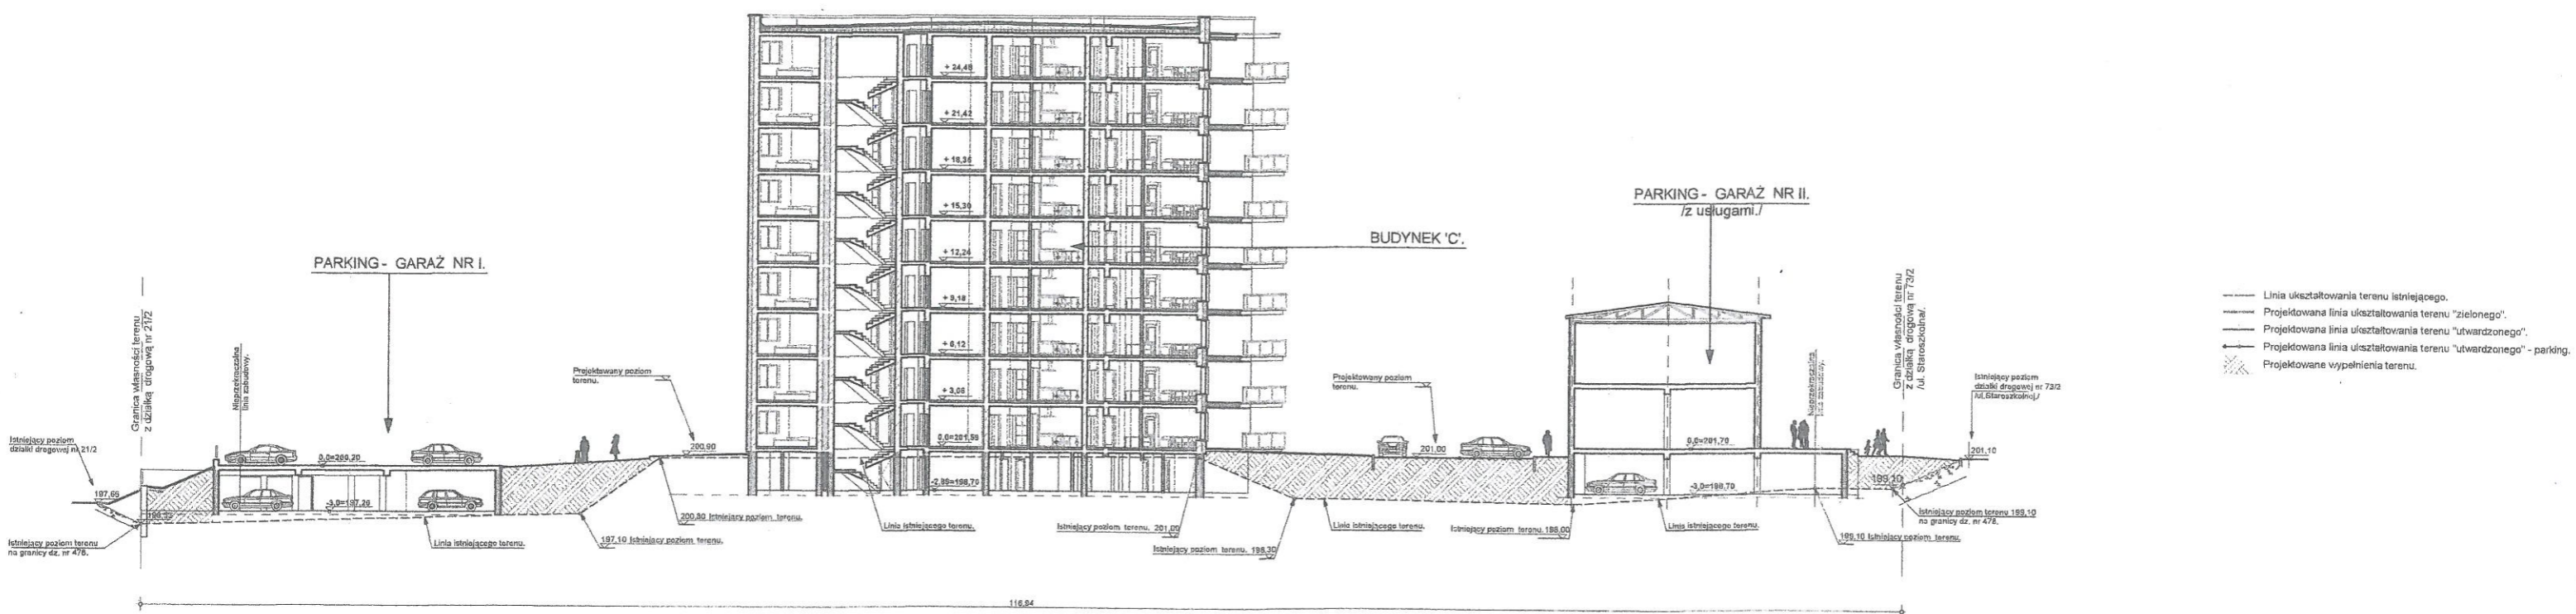 + 24,48
+ 21,42
+ 18,36
+ 15,30
+ 12,24
+ 9,18
+ 6,12
+ 3,06
-2,89=198,70
PARKING - GARAŻ NR I.
BUDYNEK 'C'.
PARKING - GARAŻ NR II.
/z usługami./
Granica własności terenu
z działką drogową nr 21/2
Nieprzekraczalna
linia zabudowy.
Istniejący poziom
działki drogowej nr 21/2
197,65
0,0=200,20
-3,0=197,20
Istniejący poziom terenu
na granicy dz. nr 478.
Linia istniejącego terenu.
197,10 Istniejący poziom terenu.
Projektowany poziom
terenu.
200,90
200,80 Istniejący poziom terenu.
Linia istniejącego terenu.
Istniejący poziom terenu. 201,00
Istniejący poziom terenu. 198,30
Linia istniejącego terenu.
Projektowany poziom
terenu.
201,00
Istniejący poziom terenu. 198,00
0,0=201,70
-3,0=198,70
Linia istniejącego terenu.
Nieprzekraczalna
linia zabudowy.
199,10 Istniejący poziom terenu.
Granica własności terenu
z działką drogową nr 73/2
/ul. Staroszkolna/.
199,10
Istniejący poziom terenu 199,10
na granicy dz. nr 478.
Istniejący poziom
działki drogowej nr 73/2
/ul.Staroszkolnej./
201,10
116,94
Linia ukształtowania terenu istniejącego.
Projektowana linia ukształtowania terenu "zielonego".
Projektowana linia ukształtowania terenu "utwardzonego".
Projektowana linia ukształtowania terenu "utwardzonego" - parking.
Projektowane wypełnienia terenu.